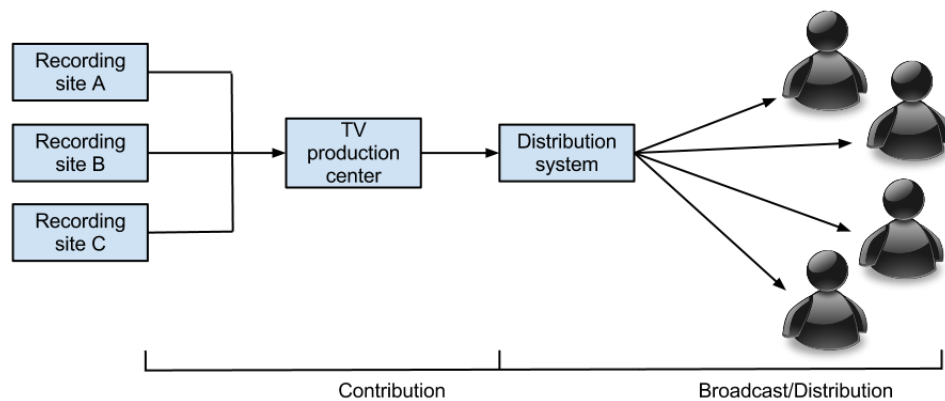 Recording
site A
Recording
site B
Recording
site C
TV
production
center
Distribution
system
Contribution
Broadcast/Distribution